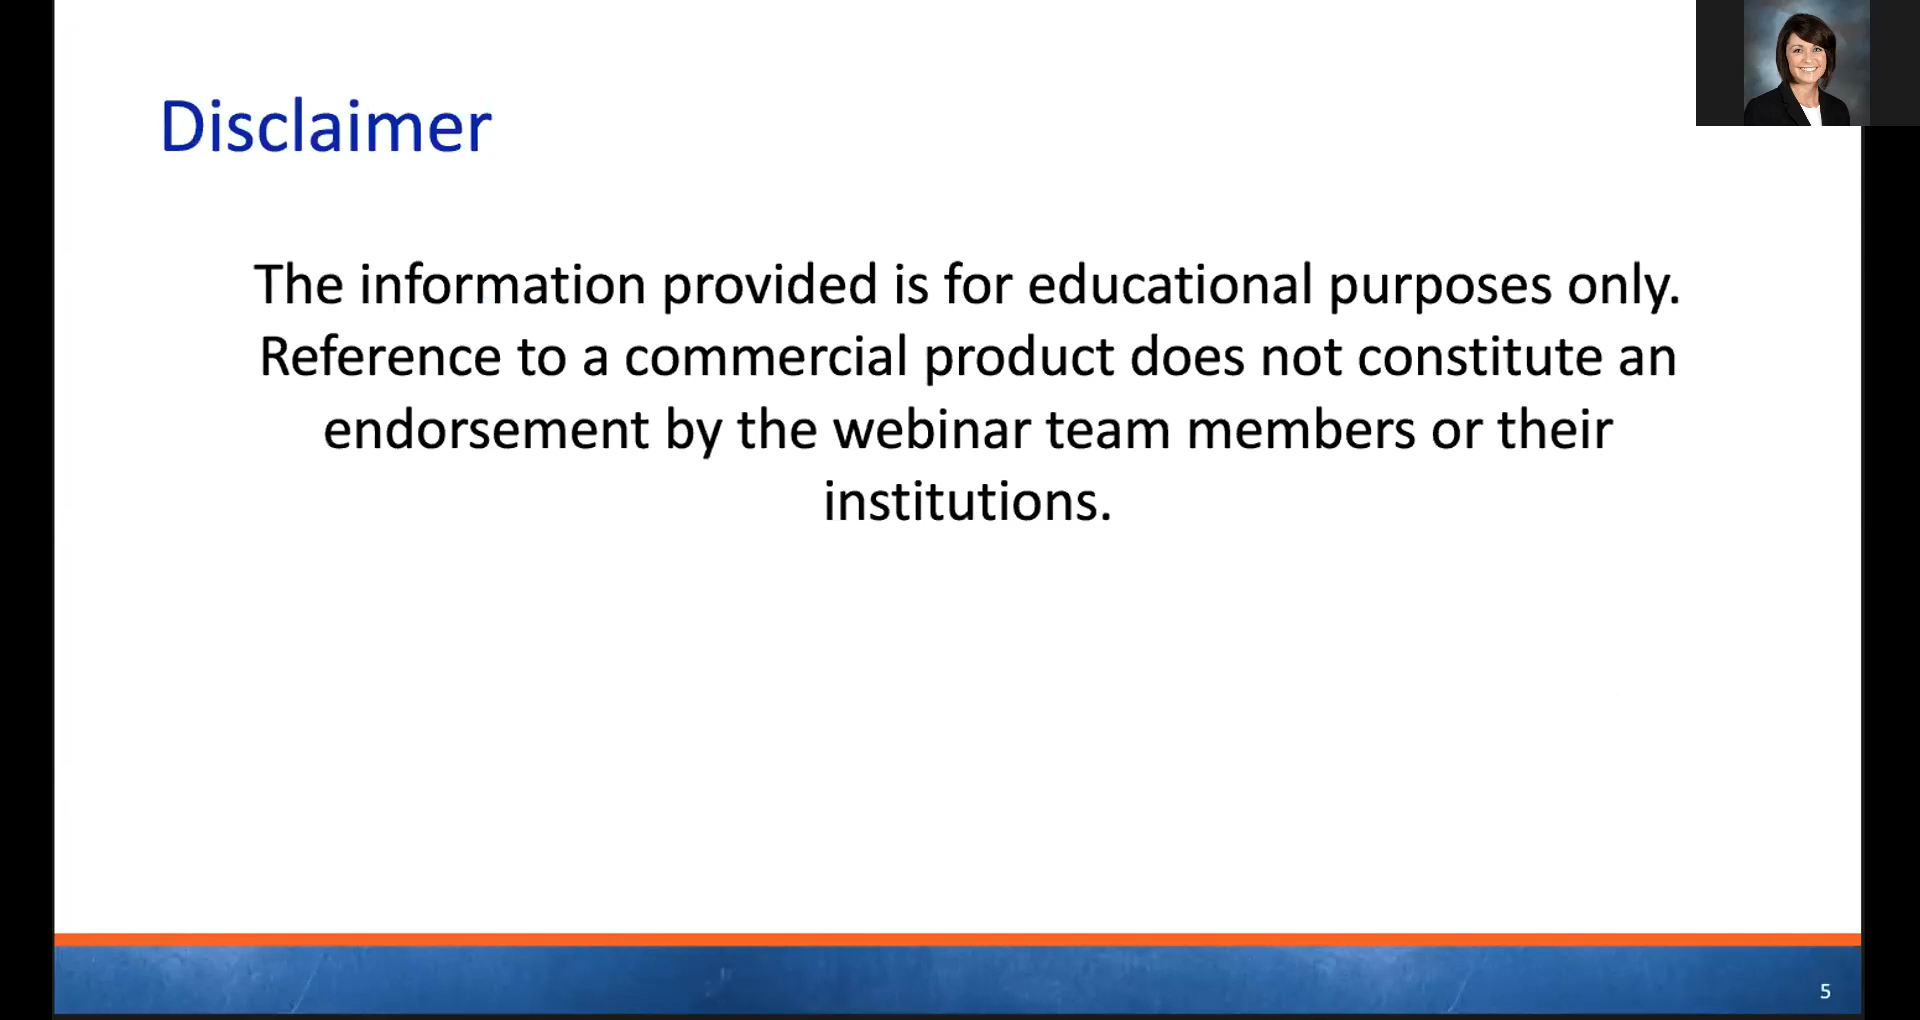 Disclaimer
The information provided is for educational purposes only.
Reference to a commercial product does not constitute an
endorsement by the webinar team members or their
institutions.
5